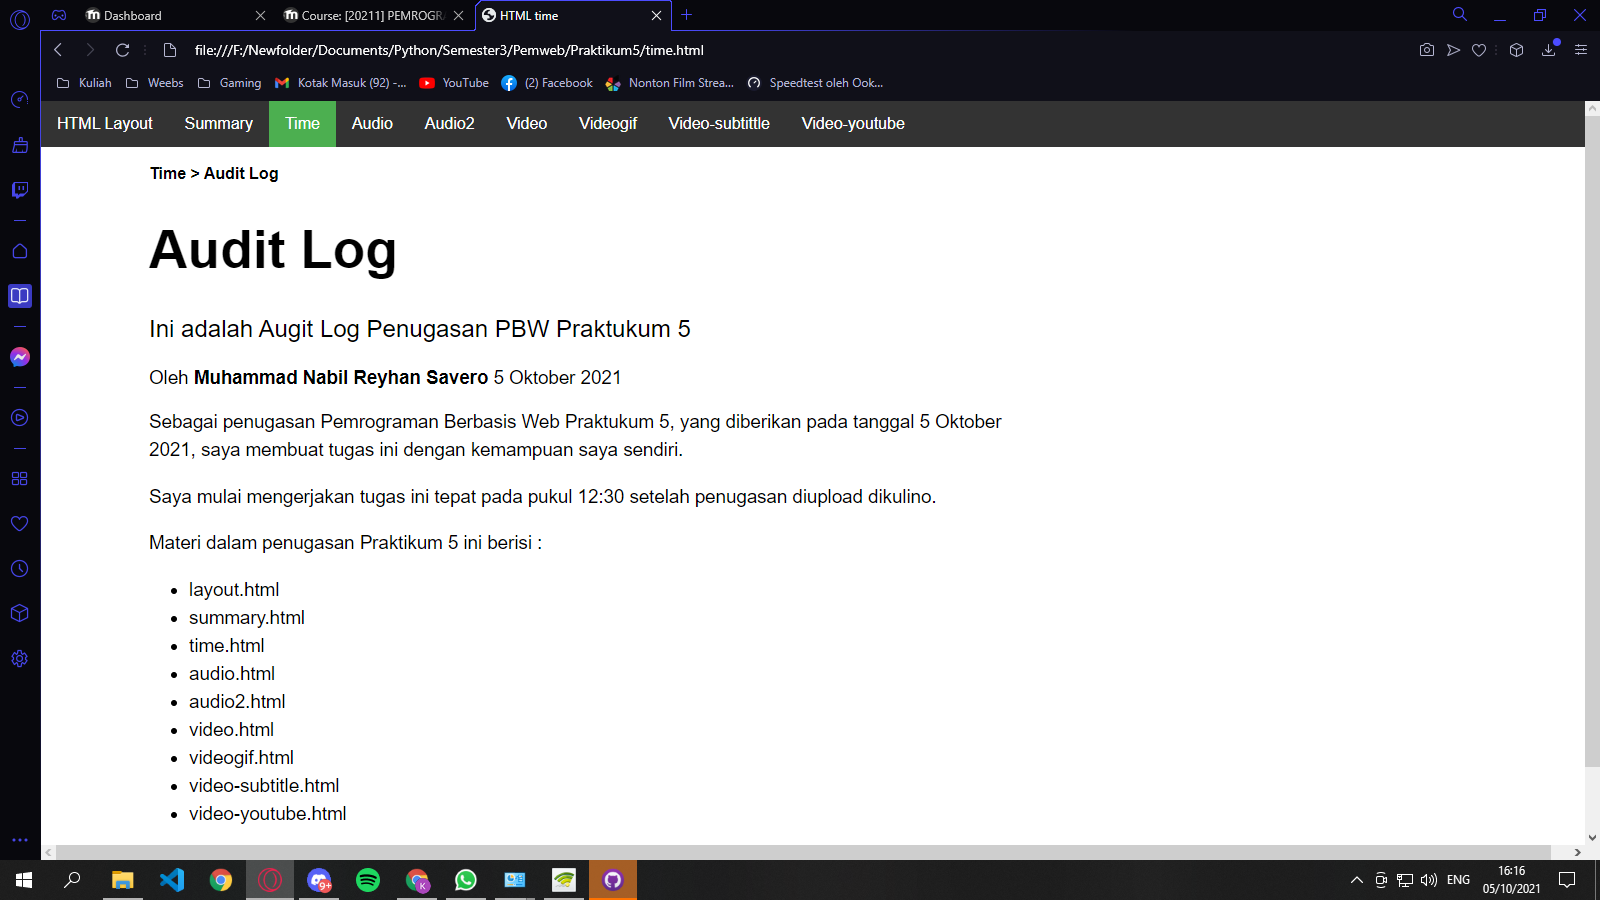 Dashboard
Course: [20211] PEMROGRA
HTML time
file:///F:/Newfolder/Documents/Python/Semester3/Pemweb/Praktikum5/time.html
Kuliah
Weebs
Gaming
Kotak Masuk (92) -...
YouTube
(2) Facebook
Nonton Film Strea...
Speedtest oleh Ook...
HTML Layout
Summary
Time
Audio
Audio2
Video
Videogif
Video-subtittle
Video-youtube
Time > Audit Log
Audit Log
Ini adalah Augit Log Penugasan PBW Praktukum 5
Oleh Muhammad Nabil Reyhan Savero 5 Oktober 2021
Sebagai penugasan Pemrograman Berbasis Web Praktukum 5, yang diberikan pada tanggal 5 Oktober
2021, saya membuat tugas ini dengan kemampuan saya sendiri.
Saya mulai mengerjakan tugas ini tepat pada pukul 12:30 setelah penugasan diupload dikulino.
Materi dalam penugasan Praktikum 5 ini berisi :
layout.html
summary.html
time.html
audio.html
audio2.html
video.html
videogif.html
video-subtitle.html
video-youtube.html
9+
K
ENG
16:16
05/10/2021